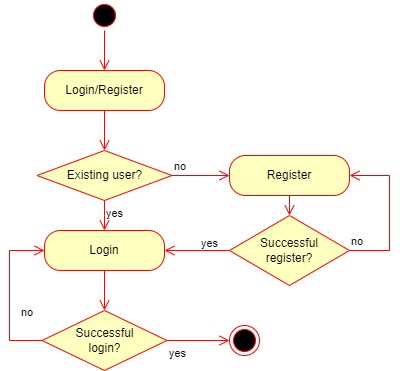 Login/Register
Existing user?
no
Register
yes
Login
yes
Successful
register?
no
no
Successful
login?
yes